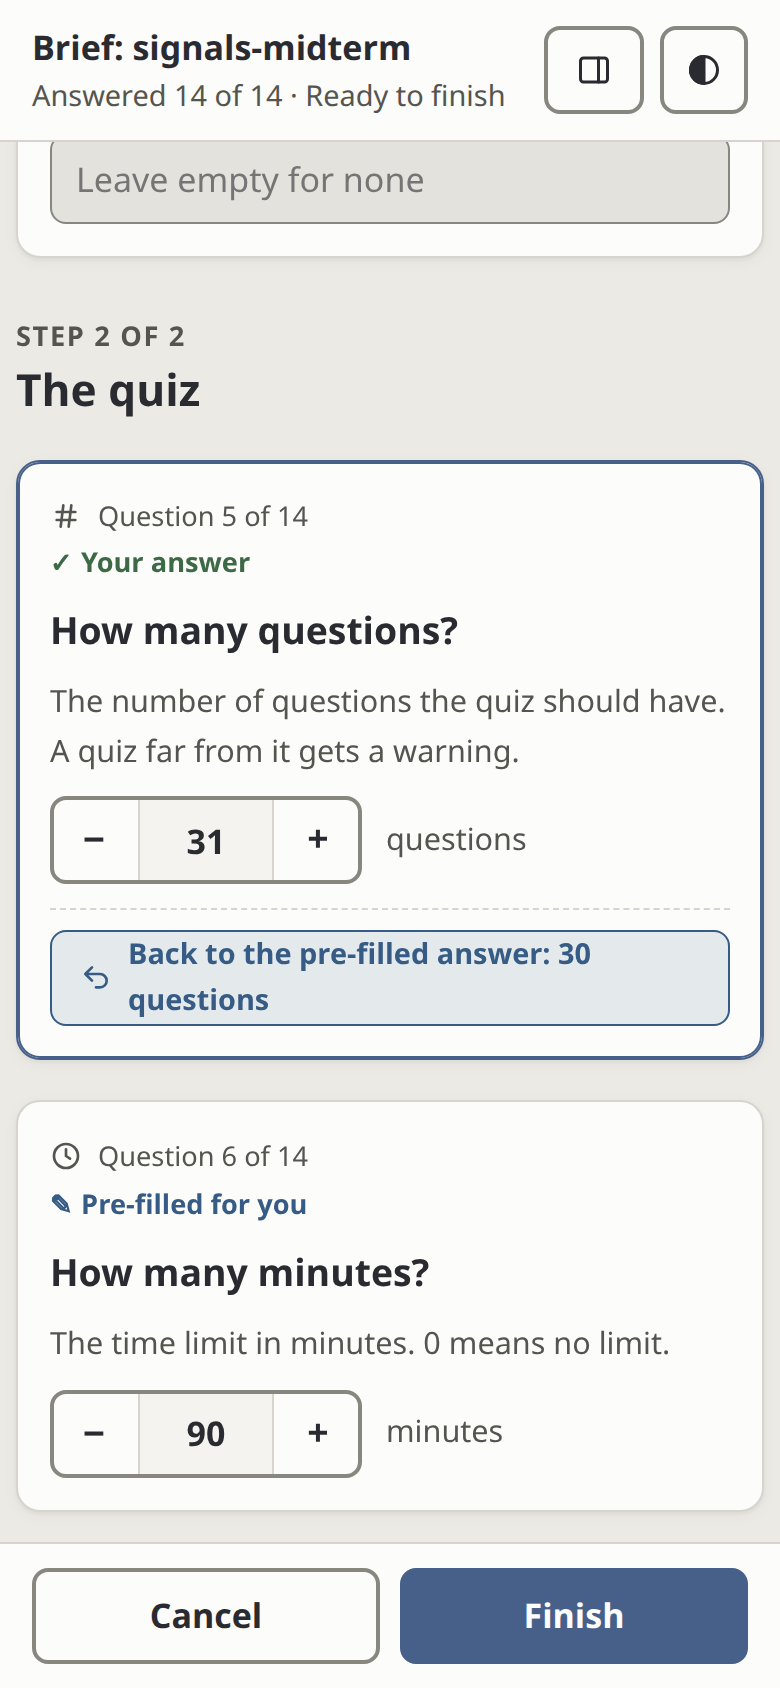 Brief: signals-midterm
Answered 14 of 14 · Ready to finish
Leave empty for none
STEP 2 OF 2
The quiz
# Question 5 of 14
✓ Your answer
How many questions?
The number of questions the quiz should have.
A quiz far from it gets a warning.
− 31 + questions
Back to the pre-filled answer: 30
questions
Question 6 of 14
✎ Pre-filled for you
How many minutes?
The time limit in minutes. 0 means no limit.
− 90 + minutes
Cancel Finish